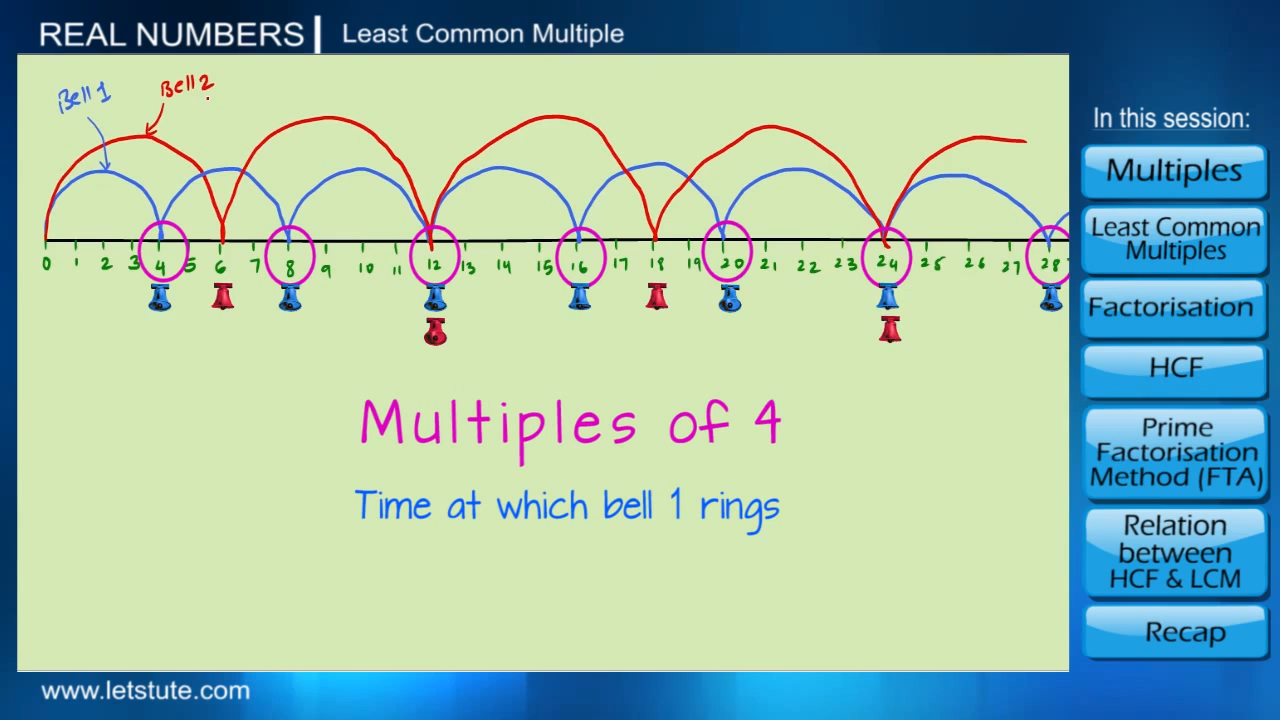 REAL NUMBERS | Least Common Multiple
Bell 1
Bell 2
0 1 2 3 4 5 6 7 8 9 10 11 12 13 14 15 16 17 18 19 20 21 22 23 24 25 26 27 28
Multiples of 4
Time at which bell 1 rings
In this session:
Multiples
Least Common
Multiples
Factorisation
HCF
Prime
Factorisation
Method (FTA)
Relation
between
HCF & LCM
Recap
www.letstute.com